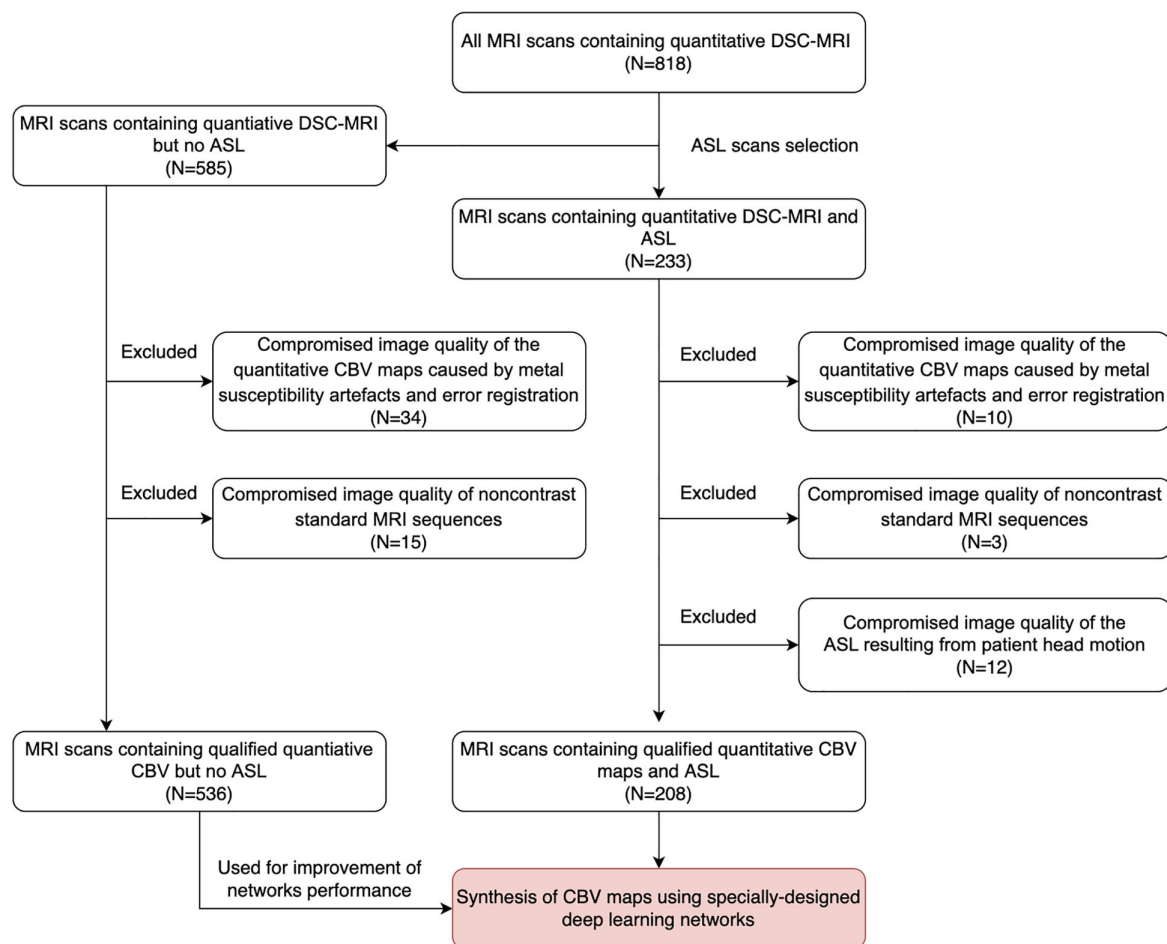 All MRI scans containing quantitative DSC-MRI
(N=818)
MRI scans containing quantiative DSC-MRI
but no ASL
(N=585)
ASL scans selection
MRI scans containing quantitative DSC-MRI and
ASL
(N=233)
Excluded
Compromised image quality of the
quantitative CBV maps caused by metal
susceptibility artefacts and error registration
(N=34)
Excluded
Compromised image quality of the
quantitative CBV maps caused by metal
susceptibility artefacts and error registration
(N=10)
Excluded
Compromised image quality of noncontrast
standard MRI sequences
(N=15)
Excluded
Compromised image quality of noncontrast
standard MRI sequences
(N=3)
Excluded
Compromised image quality of the
ASL resulting from patient head motion
(N=12)
MRI scans containing qualified quantiative
CBV but no ASL
(N=536)
MRI scans containing qualified quantitative CBV
maps and ASL
(N=208)
Used for improvement of
networks performance
Synthesis of CBV maps using specially-designed
deep learning networks